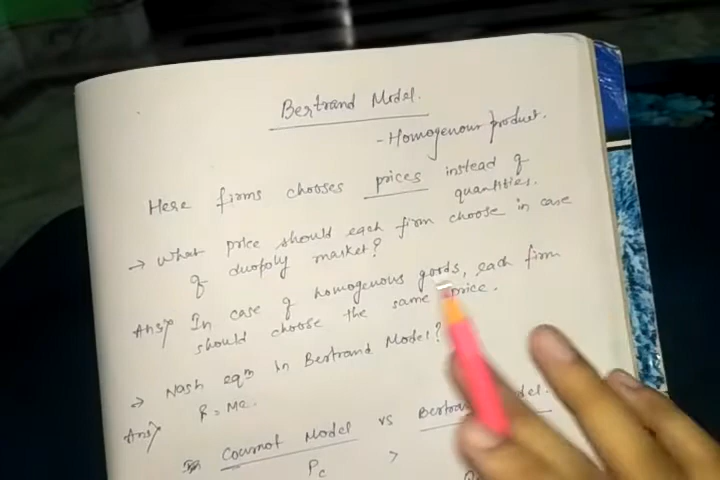 Bertrand Model.
- Homogenous product.
Here firms chooses prices instead of
quantities.
→ What price should each firm choose in case
of duopoly market?
Ans) In case of homogenous goods, each firm
should choose the same price.
→ Nash eqm in Bertrand Model?
Ans) P = MC.
Cournot Model vs Bertrand Model.
Pc >